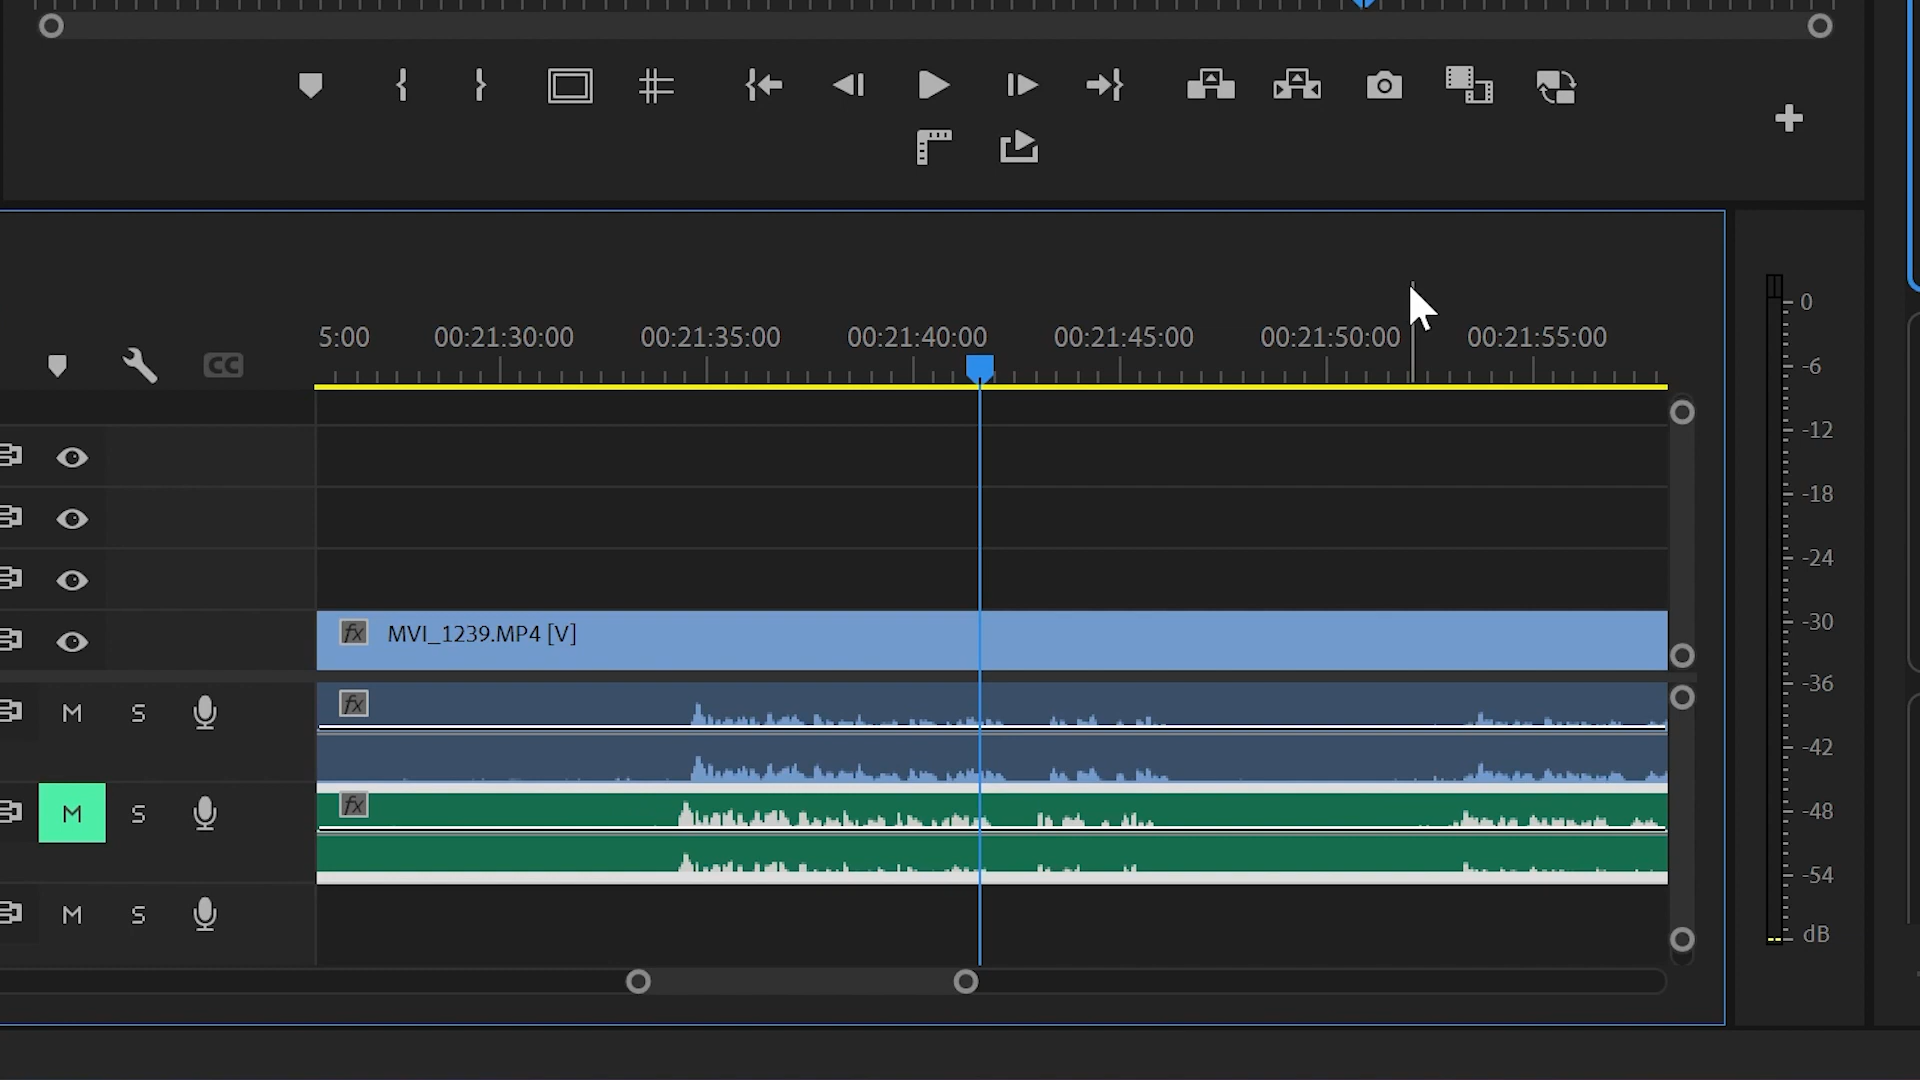 5:00 00:21:30:00 00:21:35:00 00:21:40:00 00:21:45:00 00:21:50:00 00:21:55:00
CC
fx MVI_1239.MP4 [V]
M S fx
M S fx
M S
0
-6
-12
-18
-24
-30
-36
-42
-48
-54
dB